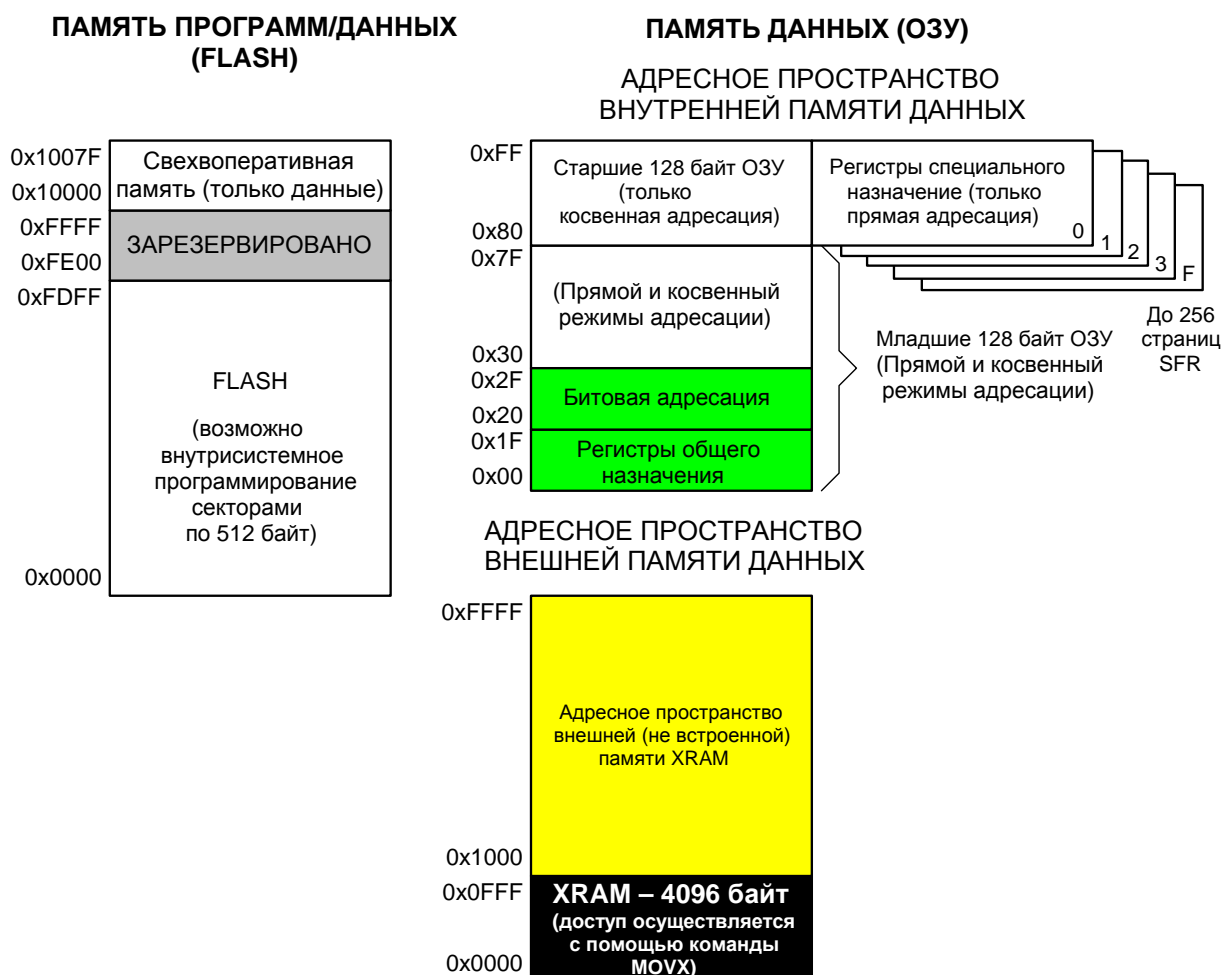 ПАМЯТЬ ПРОГРАММ/ДАННЫХ
(FLASH)
0x1007F
0x10000
Свехвоперативная
память (только данные)
0xFFFF
0xFE00
ЗАРЕЗЕРВИРОВАНО
0xFDFF
FLASH
(возможно
внутрисистемное
программирование
секторами
по 512 байт)
0x0000
ПАМЯТЬ ДАННЫХ (ОЗУ)
АДРЕСНОЕ ПРОСТРАНСТВО
ВНУТРЕННЕЙ ПАМЯТИ ДАННЫХ
0xFF
Старшие 128 байт ОЗУ
(только
косвенная адресация)
0x80
Регистры специального
назначение (только
прямая адресация)
0
1
2
3
F
До 256
страниц
SFR
0x7F
(Прямой и косвенный
режимы адресации)
0x30
0x2F
Битовая адресация
0x20
0x1F
Регистры общего
назначения
0x00
Младшие 128 байт ОЗУ
(Прямой и косвенный
режимы адресации)
АДРЕСНОЕ ПРОСТРАНСТВО
ВНЕШНЕЙ ПАМЯТИ ДАННЫХ
0xFFFF
Адресное пространство
внешней (не встроенной)
памяти XRAM
0x1000
0x0FFF
XRAM – 4096 байт
(доступ осуществляется
с помощью команды
MOVX)
0x0000